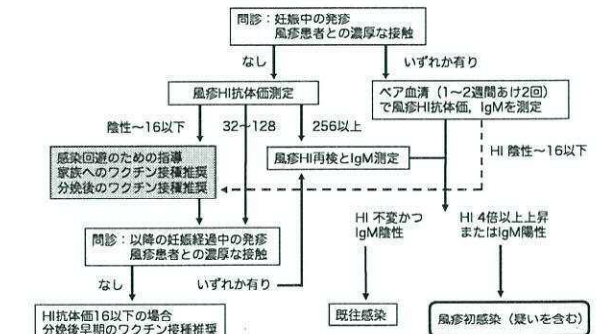 問診：妊娠中の発疹
風疹患者との濃厚な接触
なし
いずれか有り
風疹HI抗体価測定
ペア血清（1〜2週間あけ2回）
で風疹HI抗体価，IgMを測定
陰性〜16以下
32〜128
256以上
HI 陰性〜16以下
感染回避のための指導
家族へのワクチン接種推奨
分娩後のワクチン接種推奨
風疹HI再検とIgM測定
HI 不変かつ
IgM陰性
HI 4倍以上上昇
またはIgM陽性
問診：以降の妊娠経過中の発疹
風疹患者との濃厚な接触
なし
いずれか有り
HI抗体価16以下の場合
分娩後早期のワクチン接種推奨
既往感染
風疹初感染（疑いを含む）